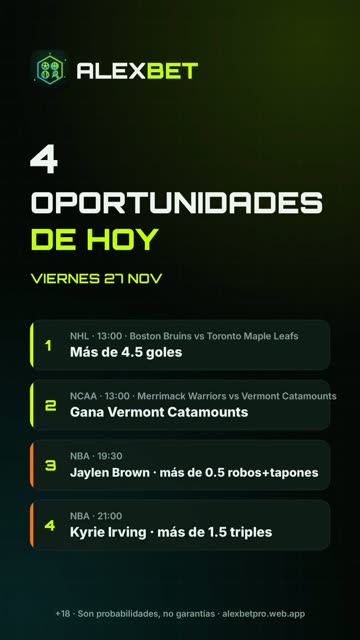 ALEXBET
4
OPORTUNIDADES
DE HOY
VIERNES 27 NOV
1
NHL · 13:00 · Boston Bruins vs Toronto Maple Leafs
Más de 4.5 goles
2
NCAA · 13:00 · Merrimack Warriors vs Vermont Catamounts
Gana Vermont Catamounts
3
NBA · 19:30
Jaylen Brown · más de 0.5 robos+tapones
4
NBA · 21:00
Kyrie Irving · más de 1.5 triples
+18 · Son probabilidades, no garantías · alexbetpro.web.app